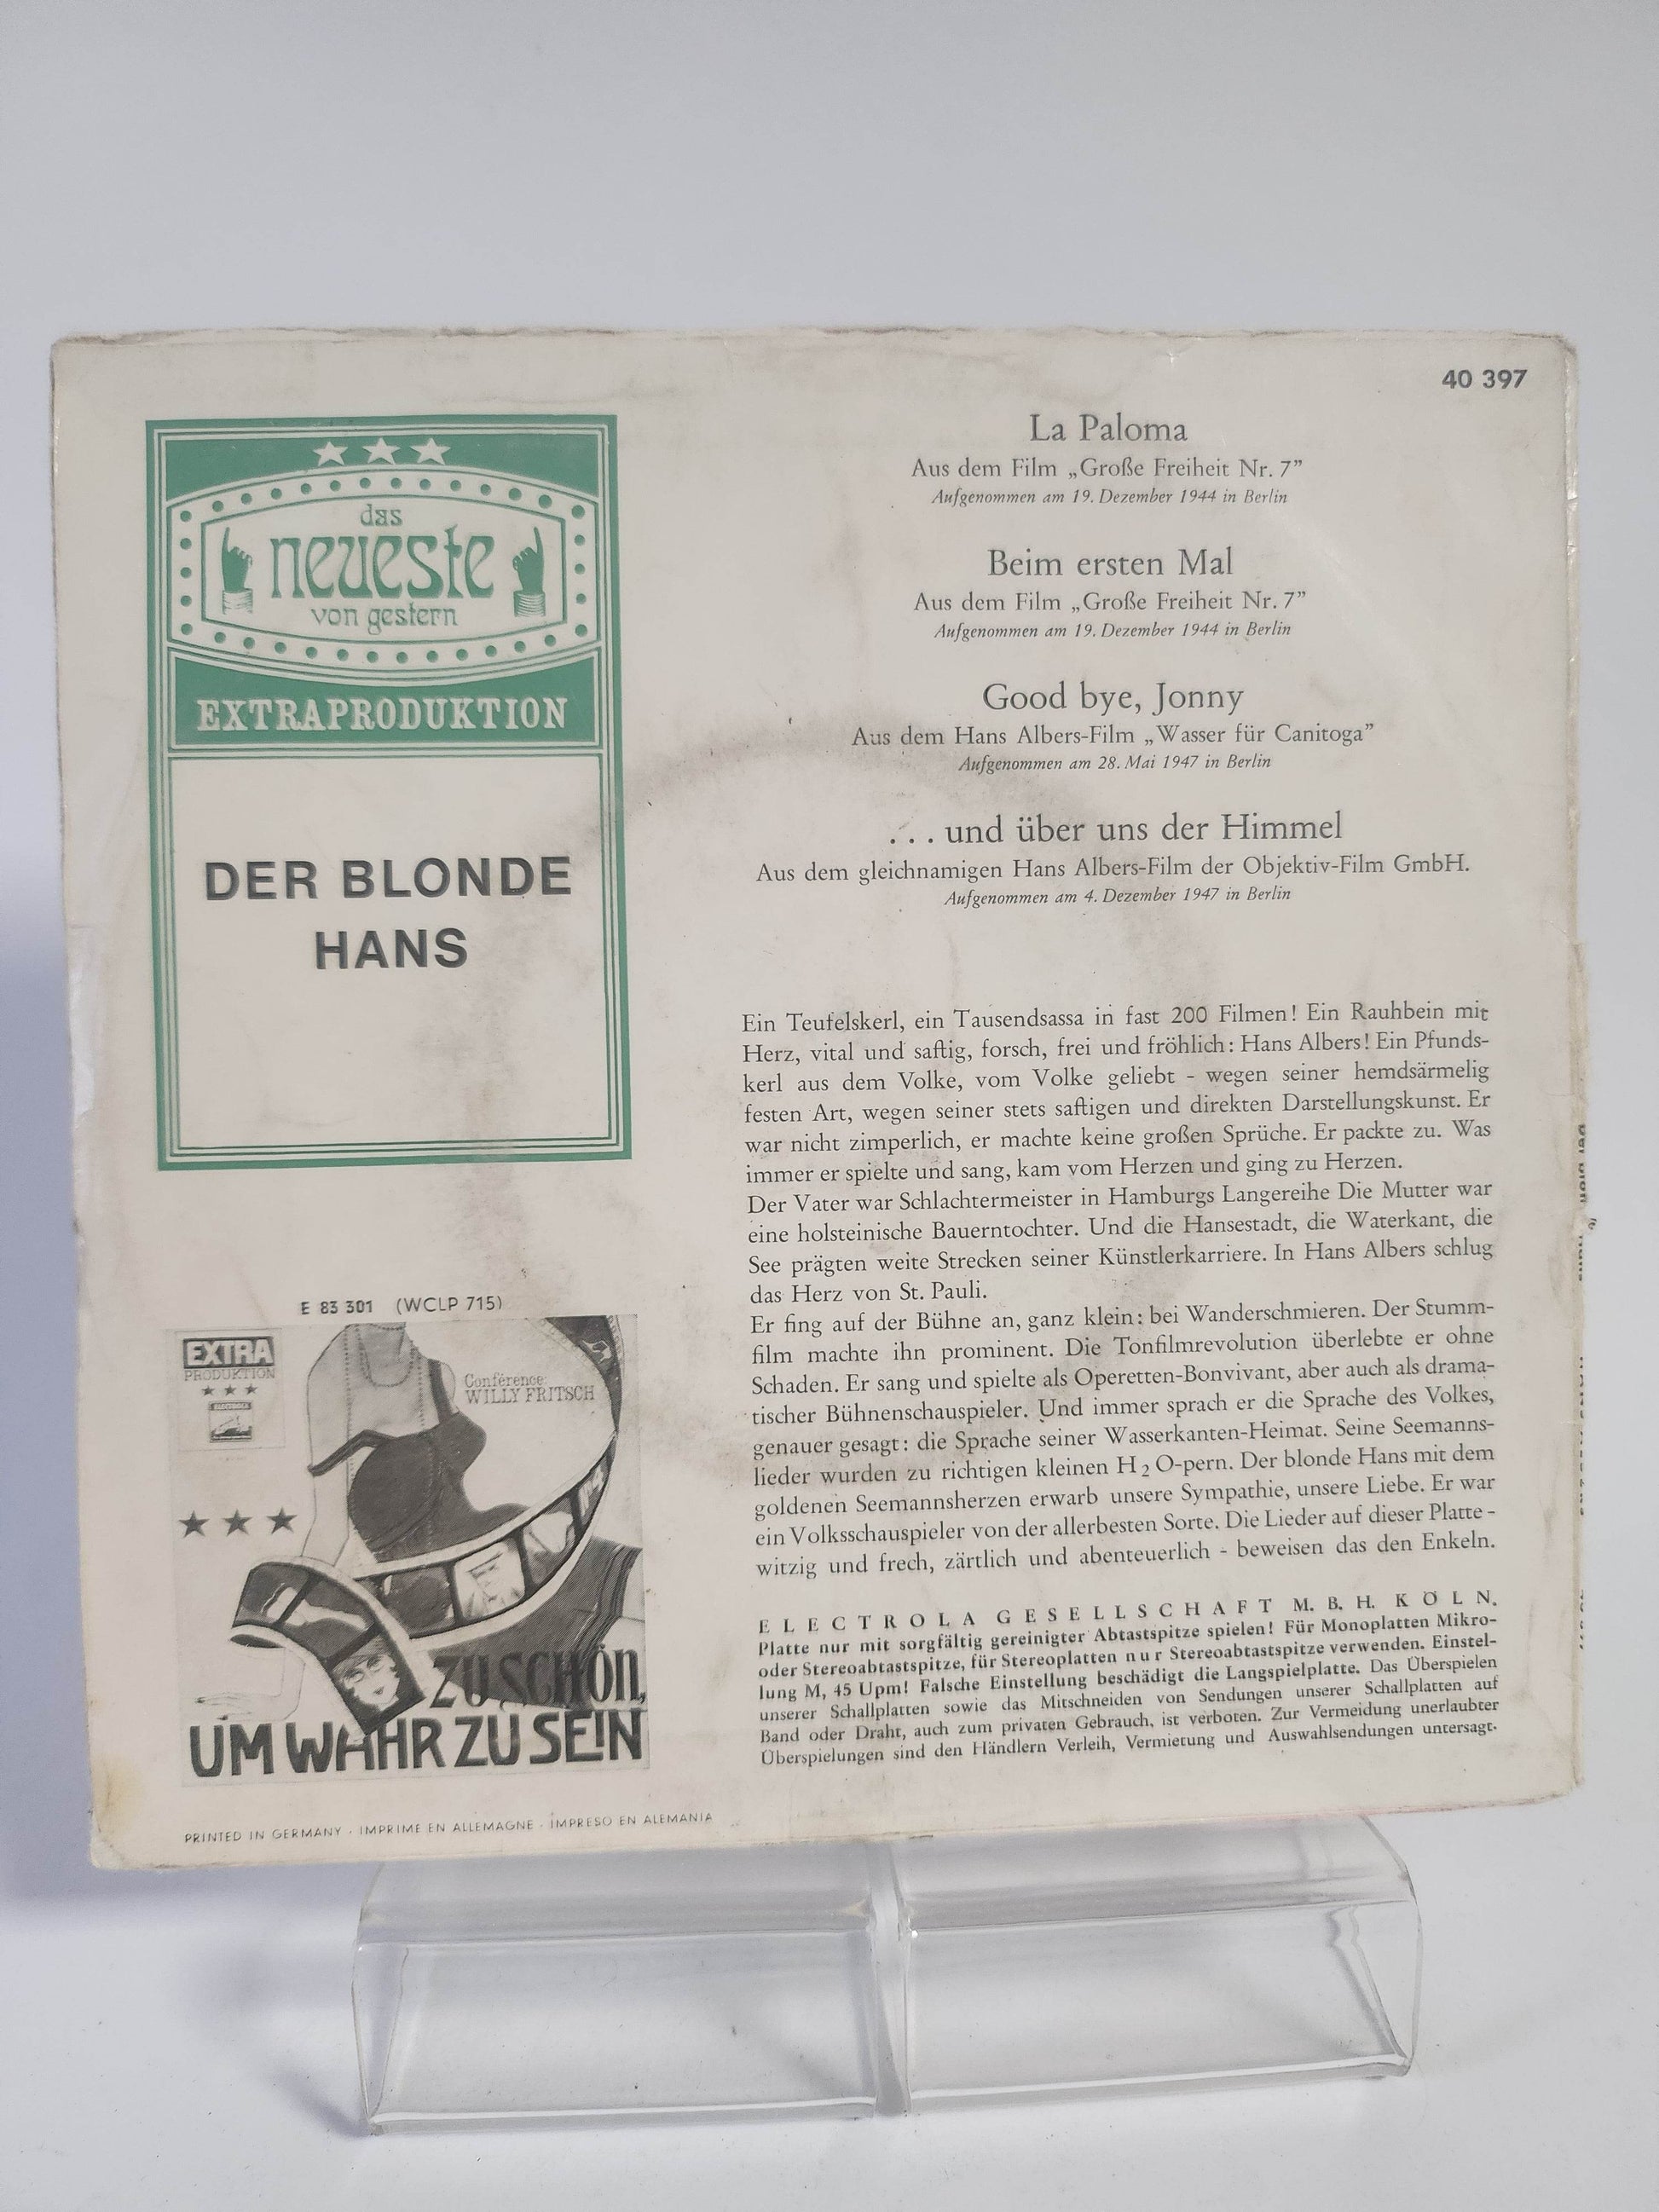 40 397
das
neueste
von gestern
EXTRAPRODUKTION
DER BLONDE
HANS
La Paloma
Aus dem Film „Große Freiheit Nr. 7”
Aufgenommen am 19. Dezember 1944 in Berlin
Beim ersten Mal
Aus dem Film „Große Freiheit Nr. 7”
Aufgenommen am 19. Dezember 1944 in Berlin
Good bye, Jonny
Aus dem Hans Albers-Film „Wasser für Canitoga”
Aufgenommen am 28. Mai 1947 in Berlin
. . . und über uns der Himmel
Aus dem gleichnamigen Hans Albers-Film der Objektiv-Film GmbH.
Aufgenommen am 4. Dezember 1947 in Berlin
Ein Teufelskerl, ein Tausendsassa in fast 200 Filmen! Ein Rauhbein mit
Herz, vital und saftig, forsch, frei und fröhlich: Hans Albers! Ein Pfunds-
kerl aus dem Volke, vom Volke geliebt - wegen seiner hemdsärmelig
festen Art, wegen seiner stets saftigen und direkten Darstellungskunst. Er
war nicht zimperlich, er machte keine großen Sprüche. Er packte zu. Was
immer er spielte und sang, kam vom Herzen und ging zu Herzen.
Der Vater war Schlachtermeister in Hamburgs Langereihe Die Mutter war
eine holsteinische Bauerntochter. Und die Hansestadt, die Waterkant, die
See prägten weite Strecken seiner Künstlerkarriere. In Hans Albers schlug
das Herz von St. Pauli.
Er fing auf der Bühne an, ganz klein: bei Wanderschmieren. Der Stumm-
film machte ihn prominent. Die Tonfilmrevolution überlebte er ohne
Schaden. Er sang und spielte als Operetten-Bonvivant, aber auch als drama-
tischer Bühnenschauspieler. Und immer sprach er die Sprache des Volkes,
genauer gesagt: die Sprache seiner Wasserkanten-Heimat. Seine Seemanns-
lieder wurden zu richtigen kleinen H2O-pern. Der blonde Hans mit dem
goldenen Seemannsherzen erwarb unsere Sympathie, unsere Liebe. Er war
ein Volksschauspieler von der allerbesten Sorte. Die Lieder auf dieser Platte -
witzig und frech, zärtlich und abenteuerlich - beweisen das den Enkeln.
ELECTROLA GESELLSCHAFT M. B. H. KÖLN.
Platte nur mit sorgfältig gereinigter Abtastspitze spielen! Für Monoplatten Mikro-
oder Stereoabtastspitze, für Stereoplatten nur Stereoabtastspitze verwenden. Einstel-
lung M, 45 Upm! Falsche Einstellung beschädigt die Langspielplatte. Das Überspielen
unserer Schallplatten sowie das Mitschneiden von Sendungen unserer Schallplatten auf
Band oder Draht, auch zum privaten Gebrauch, ist verboten. Zur Vermeidung unerlaubter
Überspielungen sind den Händlern Verleih, Vermietung und Auswahlsendungen untersagt.
E 83 301 (WCLP 715)
EXTRA
PRODUKTION
Conférence:
WILLY FRITSCH
ZU SCHÖN,
UM WAHR ZU SEIN
PRINTED IN GERMANY · IMPRIME EN ALLEMAGNE · IMPRESO EN ALEMANIA